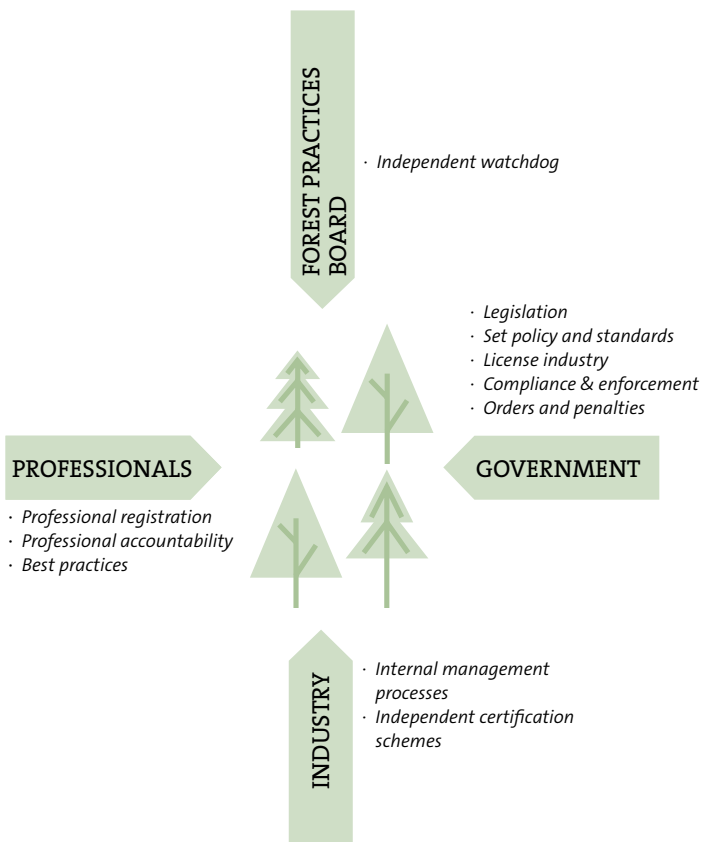 FOREST PRACTICES
BOARD
· Independent watchdog
· Legislation
· Set policy and standards
· License industry
· Compliance & enforcement
· Orders and penalties
PROFESSIONALS
· Professional registration
· Professional accountability
· Best practices
GOVERNMENT
INDUSTRY
· Internal management
processes
· Independent certification
schemes